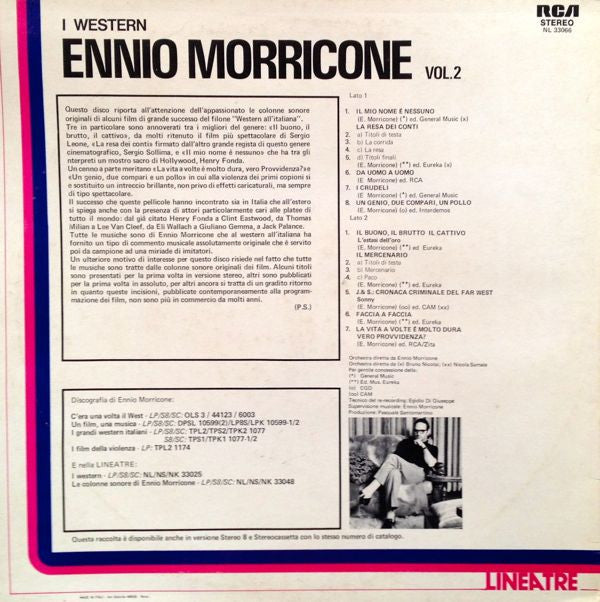 I WESTERN
ENNIO MORRICONE VOL.2
RCA
STEREO
NL 33066
Questo disco riporta all'attenzione dell'appassionato le colonne sonore
originali di alcuni film di grande successo del filone "Western all'italiana".
Tre in particolare sono annoverati tra i migliori del genere: «Il buono, il
brutto, il cattivo», da molti ritenuto il film più spettacolare di Sergio
Leone, «La resa dei conti» firmato dall'altro grande regista di questo genere
cinematografico, Sergio Sollima, e «Il mio nome è nessuno» che ha tra gli
interpreti un mostro sacro di Hollywood, Henry Fonda.
Un cenno a parte meritano «La vita a volte è molto dura, vero Provvidenza?» e
«Un genio, due compari e un pollo» in cui alla violenza dei primi copioni si
e sostituito un intreccio brillante, non privo di effetti caricaturali, ma sempre
di tipo spettacolare.
Il successo che queste pellicole hanno incontrato sia in Italia che all'estero
si spiega anche con la presenza di attori particolarmente cari alle platee di
tutto il mondo: dal già citato Henry Fonda a Clint Eastwood, da Thomas
Milian a Lee Van Cleef, da Eli Wallach a Giuliano Gemma, a Jack Palance.
Tutte le musiche sono di Ennio Morricone che al western all'italiana ha
fornito un tipo di commento musicale assolutamente originale che è servito
poi da campione ad una miriade di imitatori.
Un ulteriore motivo di interesse per questo disco risiede nel fatto che tutte
le musiche sono tratte dalle colonne sonore originali dei film. Alcuni titoli
sono presentati per la prima volta in versione stereo, altri sono pubblicati
per la prima volta in assoluto, per altri ancora si tratta di un gradito ritorno
in quanto queste incisioni, pubblicate contemporaneamente alla program-
mazione dei film, non sono più in commercio da molti anni.
(P.S.)
Lato 1
1. IL MIO NOME È NESSUNO
(E. Morricone) (*) ed. General Music (x)
LA RESA DEI CONTI
2. a) Titoli di testa
3. b) La corrida
4. c) La resa
5. d) Titoli finali
(E. Morricone) (**) ed. Eureka (x)
6. DA UOMO A UOMO
(E. Morricone) ed. RCA
7. I CRUDELI
(E. Morricone) (*) ed. General Music
8. UN GENIO, DUE COMPARI, UN POLLO
(E. Morricone) (o) ed. Interdemos
Lato 2
1. IL BUONO, IL BRUTTO IL CATTIVO
L'estasi dell'oro
(E. Morricone) (**) ed Eureka
IL MERCENARIO
2. a) Titoli di testa
3. b) Mercenario
4. c) Paco
(E. Morricone) (**) ed. Eureka
5. J.& S.: CRONACA CRIMINALE DEL FAR WEST
Sonny
(E. Morricone) (oo) ed. CAM (xx)
6. FACCIA A FACCIA
(E. Morricone) (**) ed. Eureka
7. LA VITA A VOLTE È MOLTO DURA
VERO PROVVIDENZA?
(E. Morricone) ed. RCA/Zita
Orchestra diretta da Ennio Morricone
Orchestra diretta da (x) Bruno Nicolai, (xx) Nicola Samale
Per gentile concessione della:
(*) General Music
(**) Ed. Mus. Eureka
(o) CGD
(oo) CAM
Tecnico del re-recording: Egidio Di Giuseppe
Supervisione musicale: Ennio Morricone
Produzione: Pasquale Santomartino
Discografia di Ennio Morricone:
C'era una volta il West - LP/S8/SC: OLS 3 / 44123 / 6003
Un film, una musica - LP/S8/SC: DPSL 10599(2)/LP8S/LPK 10599-1/2
I grandi western italiani - LP/S8/SC: TPL2/TPS2/TPK2 1077
S8/SC: TPS1/TPK1 1077-1/2
I film della violenza - LP: TPL2 1174
E nella LINEATRE:
I western - LP/S8/SC: NL/NS/NK 33025
Le colonne sonore di Ennio Morricone - LP/S8/SC: NL/NS/NK 33048
Questa raccolta è disponibile anche in versione Stereo 8 e Stereocassetta con lo stesso numero di catalogo.
LINEATRE
MADE IN ITALY